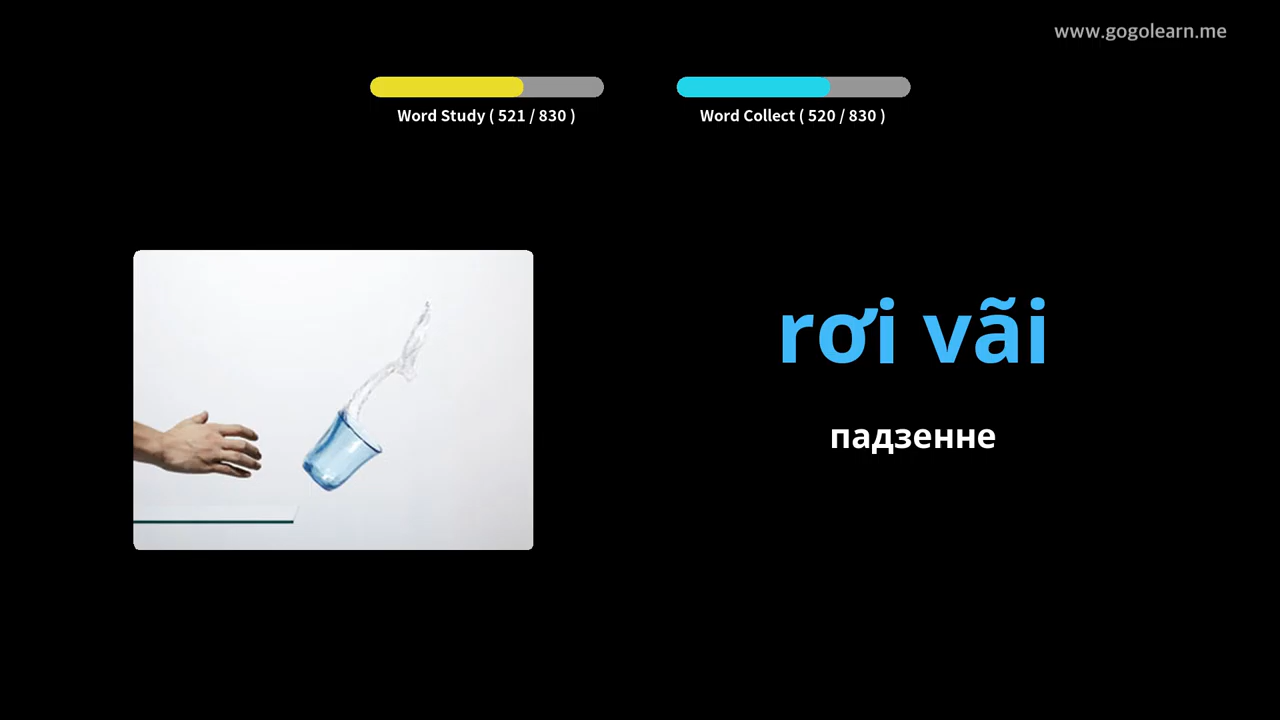 www.gogolearn.me
Word Study ( 521 / 830 )
Word Collect ( 520 / 830 )
rơi vãi
падзенне